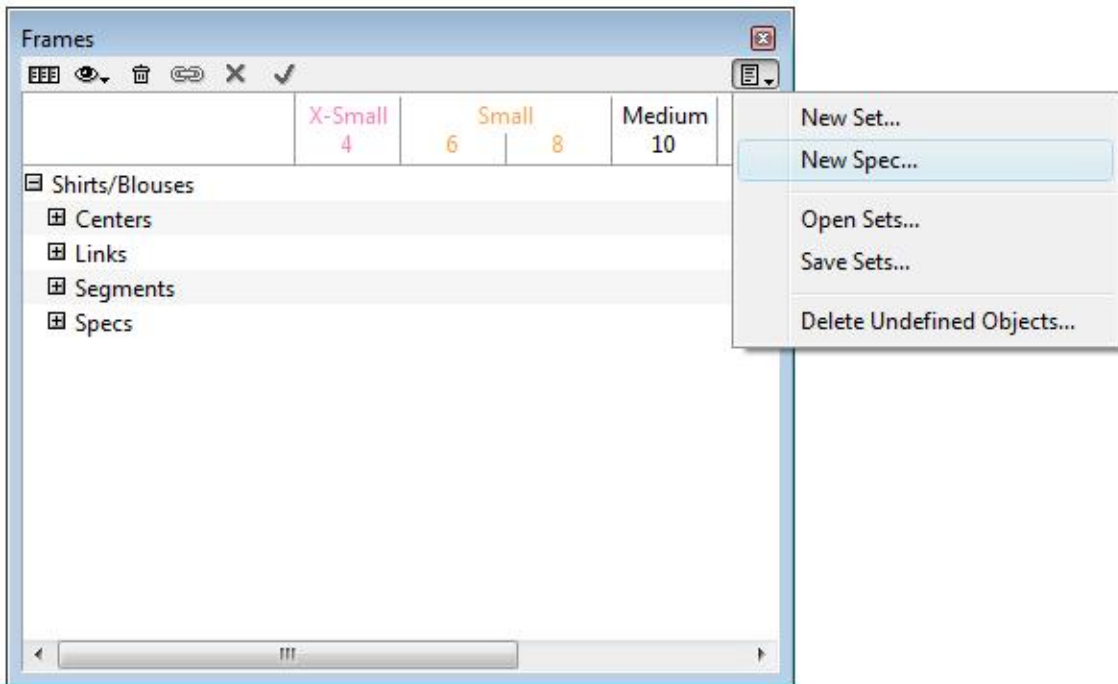 Frames
X-Small Small Medium
4 6 8 10
New Set...
New Spec...
Open Sets...
Save Sets...
Delete Undefined Objects...
Shirts/Blouses
Centers
Links
Segments
Specs